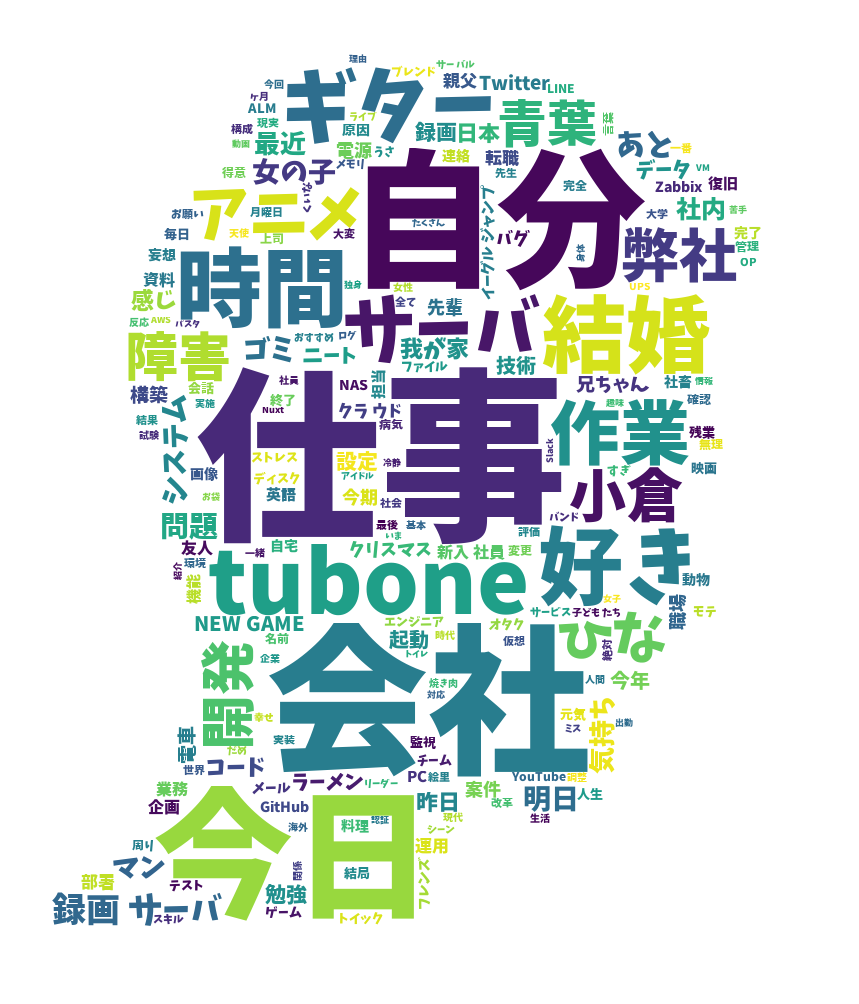 理由
サーバル
ブレンド
今回
親父
Twitter
LINE
ヶ月
ALM
ギター
ライブ
構成
現実
原因
録画
日本
青葉
言葉
動画
最近
電源
うさ
連絡
転職
あと
一番
女の子
メモリ
得意
先生
データ
VM
完全
Zabbix
復旧
アニメ
自分
お願い
月曜日
たくさん
ジャンプ
社内
苦手
大学
毎日
天使
上司
大変
バグ
完了
管理
妄想
時間
弊社
OP
資料
独身
女性
イーグル
身体
UPS
感じ
全て
先輩
サーバ
結婚
反応
AWS
パスタ
おすすめ
ログ
障害
ゴミ
ニート
我が家
ファイル
技術
構築
会話
社員
NAS
担当
兄ちゃん
社畜
情報
実施
終了
Nuxt
クラウド
確認
趣味
結果
試験
病気
仕事
作業
残業
無理
システム
ストレス
設定
冷静
Slack
画像
ディスク
アイドル
すぎ
映画
お袋
英語
今期
社会
小倉
問題
最後
基本
バンド
評価
いま
好き
友人
一緒
自宅
クリスマス
新入社員
変更
環境
紹介
機能
tubone
動物
女子
NEW GAME
エンジニア
オタク
サービス
子どもたち
職場
モテ
名前
起動
時代
仮想
ひな
絶対
トイレ
開発
企業
会社
焼き肉
対応
人間
今年
幸せ
元気
気持ち
ミス
出勤
電車
だめ
実装
監視
世界
コード
チーム
メール
ラーメン
リーダー
PC
絵里
YouTube
調整
業務
企画
GitHub
昨日
案件
改革
明日
人生
今日
海外
料理
認証
現代
シーン
生活
周り
運用
マン
関係
結局
部署
テスト
勉強
フレンズ
録画サーバ
スキル
ゲーム
トイック